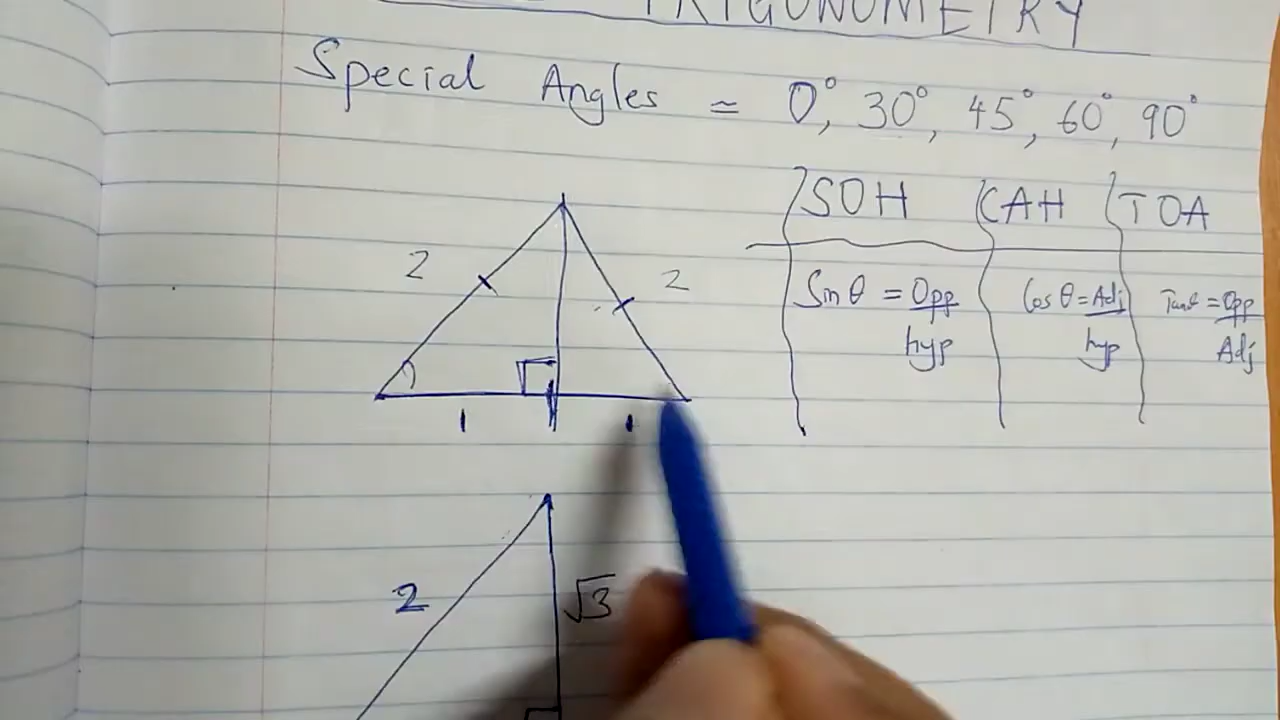 TRIGONOMETRY
Special Angles = 0°, 30°, 45°, 60°, 90°
SOH CAH TOA
Sin θ = Opp
hyp
Cos θ = Adj
hyp
Tan θ = Opp
Adj
2 2
1 1
2 √3